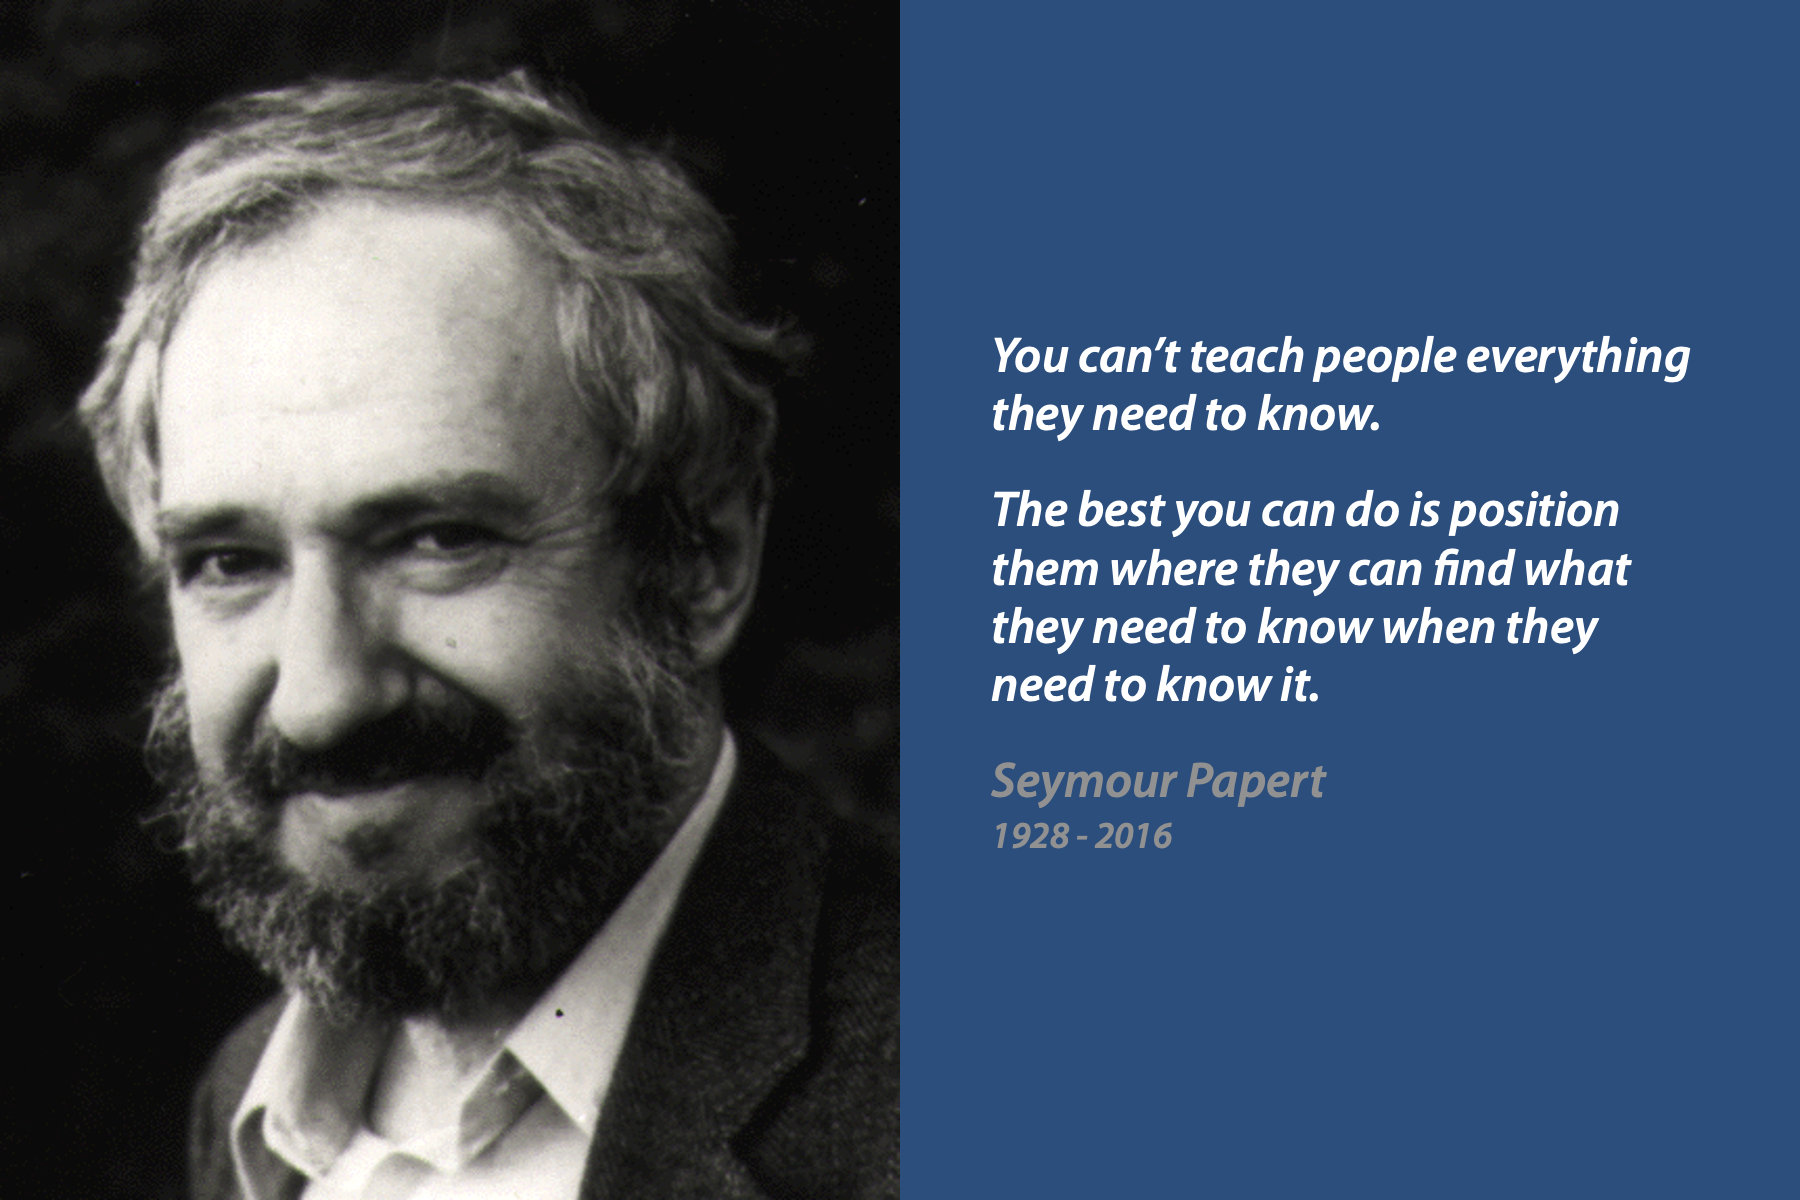 You can’t teach people everything
they need to know.
The best you can do is position
them where they can find what
they need to know when they
need to know it.
Seymour Papert
1928 - 2016